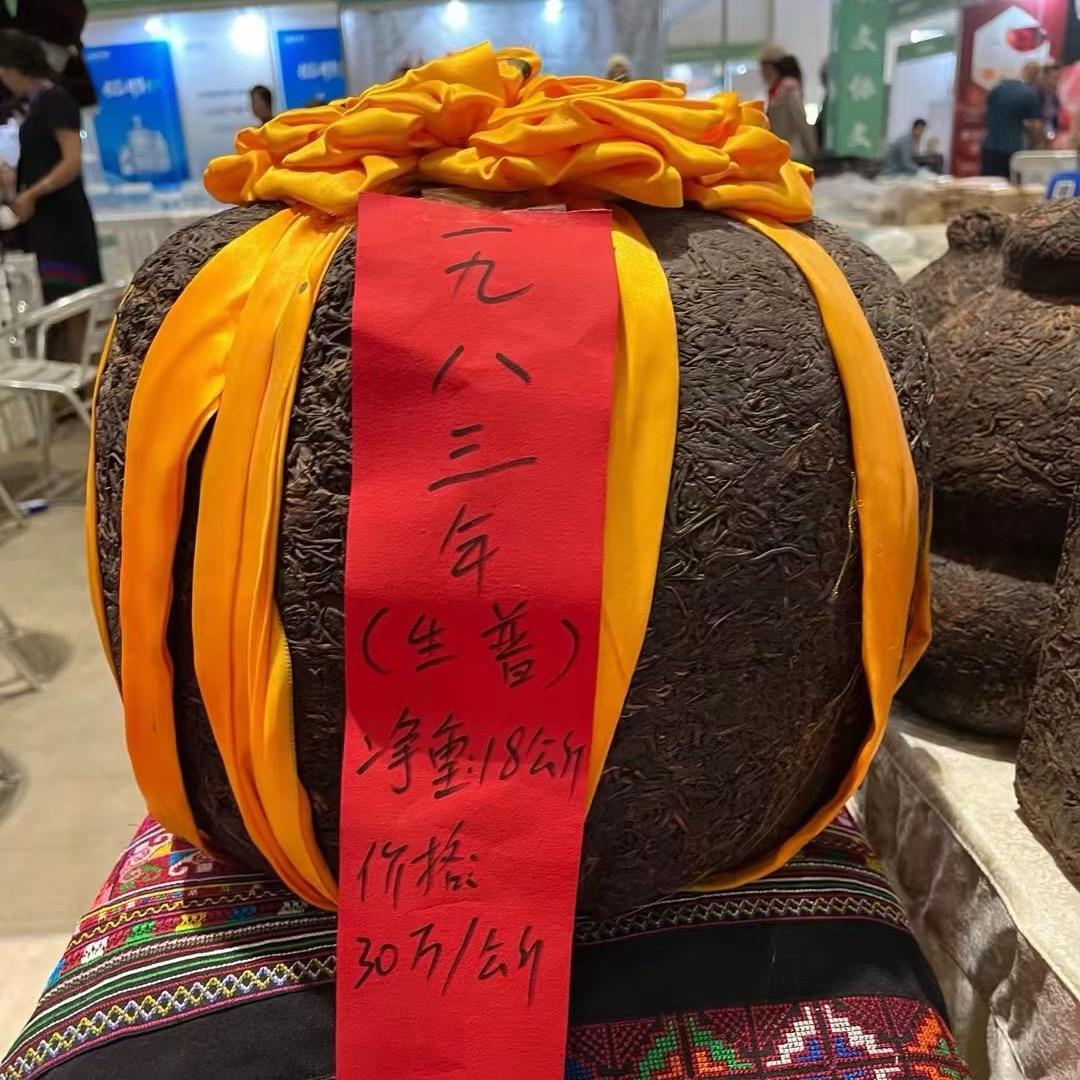 一九八三年
(生普)
净重:18公斤
价格:
30万/公斤